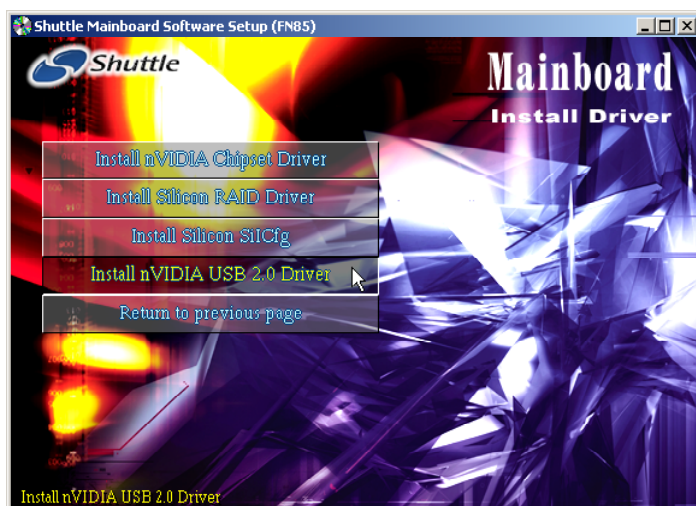 Shuttle Mainboard Software Setup (FN85)
Shuttle
Mainboard
Install Driver
Install nVIDIA Chipset Driver
Install Silicon RAID Driver
Install Silicon SiICfg
Install nVIDIA USB 2.0 Driver
Return to previous page
Install nVIDIA USB 2.0 Driver